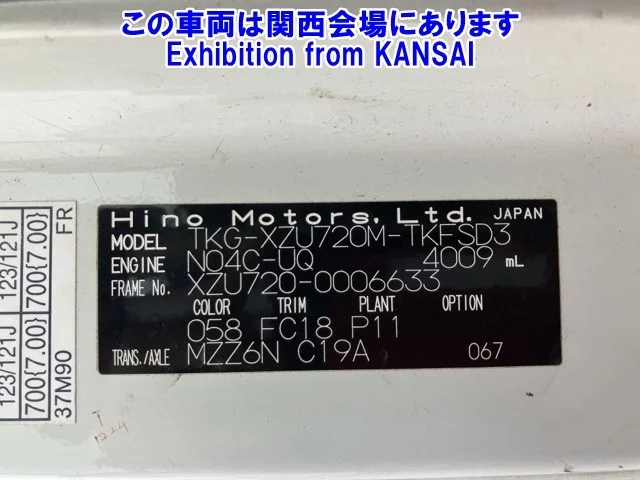 この車両は関西会場にあります
Exhibition from KANSAI
Hino Motors, Ltd. JAPAN
MODEL TKG-XZU720M-TKFSD3
ENGINE N04C-UQ 4009 mL
FRAME No. XZU720-0006633
COLOR TRIM PLANT OPTION
058 FC18 P11
TRANS./AXLE MZZ6N C19A 067
123/121J 123/121J
700(7.00} 700(7.00}
37M90 FR